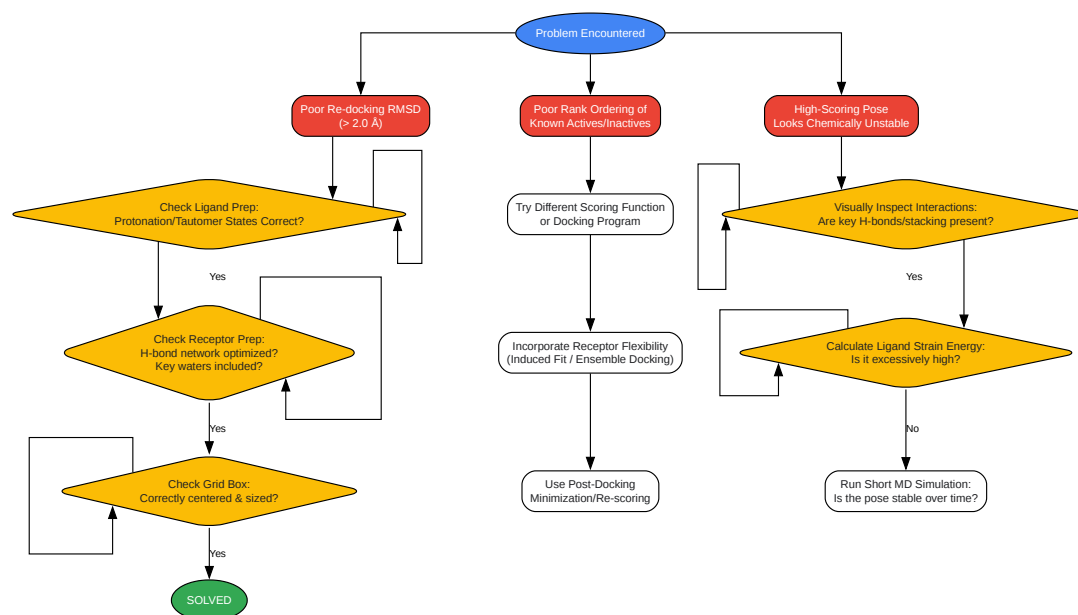 Problem Encountered
Poor Re-docking RMSD
(> 2.0 Å)
Poor Rank Ordering of
Known Actives/Inactives
High-Scoring Pose
Looks Chemically Unstable
Check Ligand Prep:
Protonation/Tautomer States Correct?
Try Different Scoring Function
or Docking Program
Visually Inspect Interactions:
Are key H-bonds/stacking present?
Yes
Yes
Check Receptor Prep:
H-bond network optimized?
Key waters included?
Incorporate Receptor Flexibility
(Induced Fit / Ensemble Docking)
Calculate Ligand Strain Energy:
Is it excessively high?
Yes
No
Check Grid Box:
Correctly centered & sized?
Use Post-Docking
Minimization/Re-scoring
Run Short MD Simulation:
Is the pose stable over time?
Yes
SOLVED